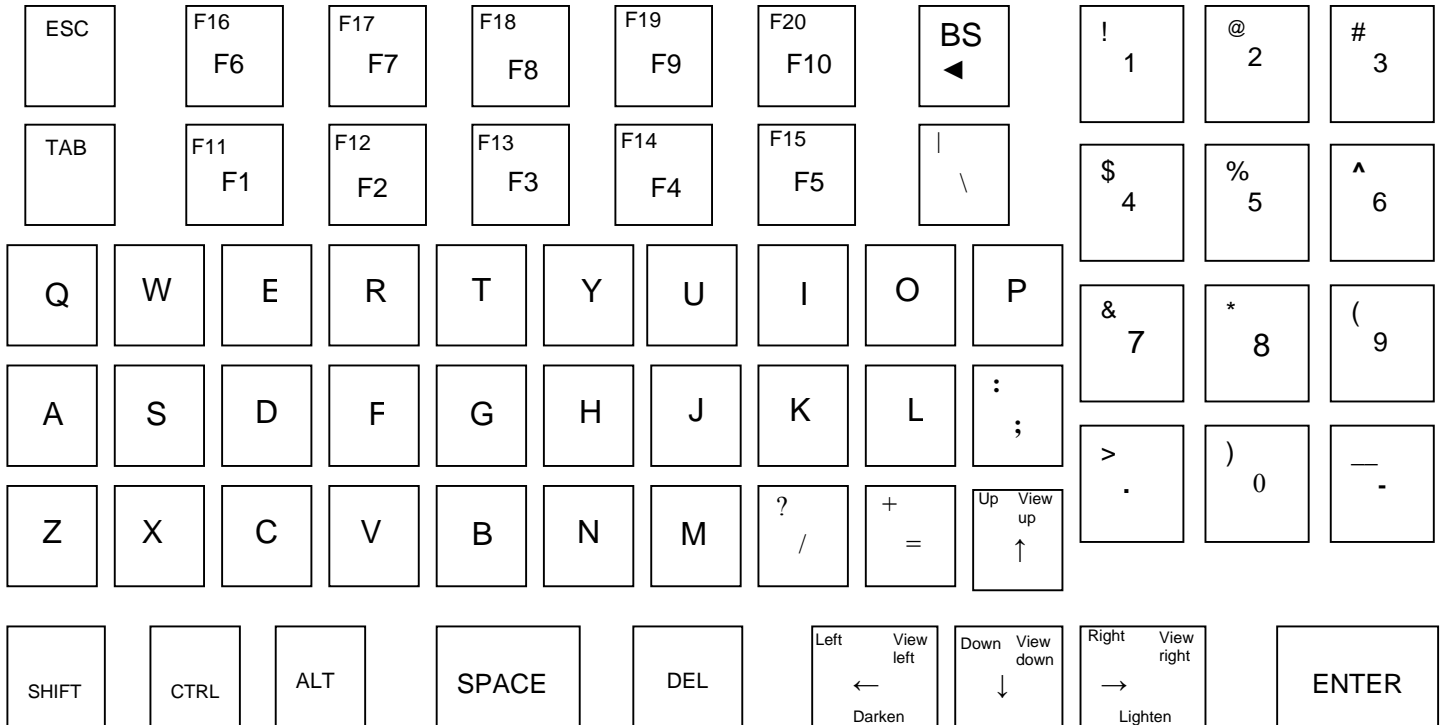 ESC F16 F17 F18 F19 F20 BS ! @ #
F6 F7 F8 F9 F10 ◄ 1 2 3
TAB F11 F12 F13 F14 F15 | $ % ^
F1 F2 F3 F4 F5 \ 4 5 6
Q W E R T Y U I O P & * (
7 8 9
A S D F G H J K L :
; > ) __
. 0 -
Z X C V B N M ? + Up View
up
/ = ↑
Left View Down View Right View
left down right
SHIFT CTRL ALT SPACE DEL ← ↓ → ENTER
Darken Lighten